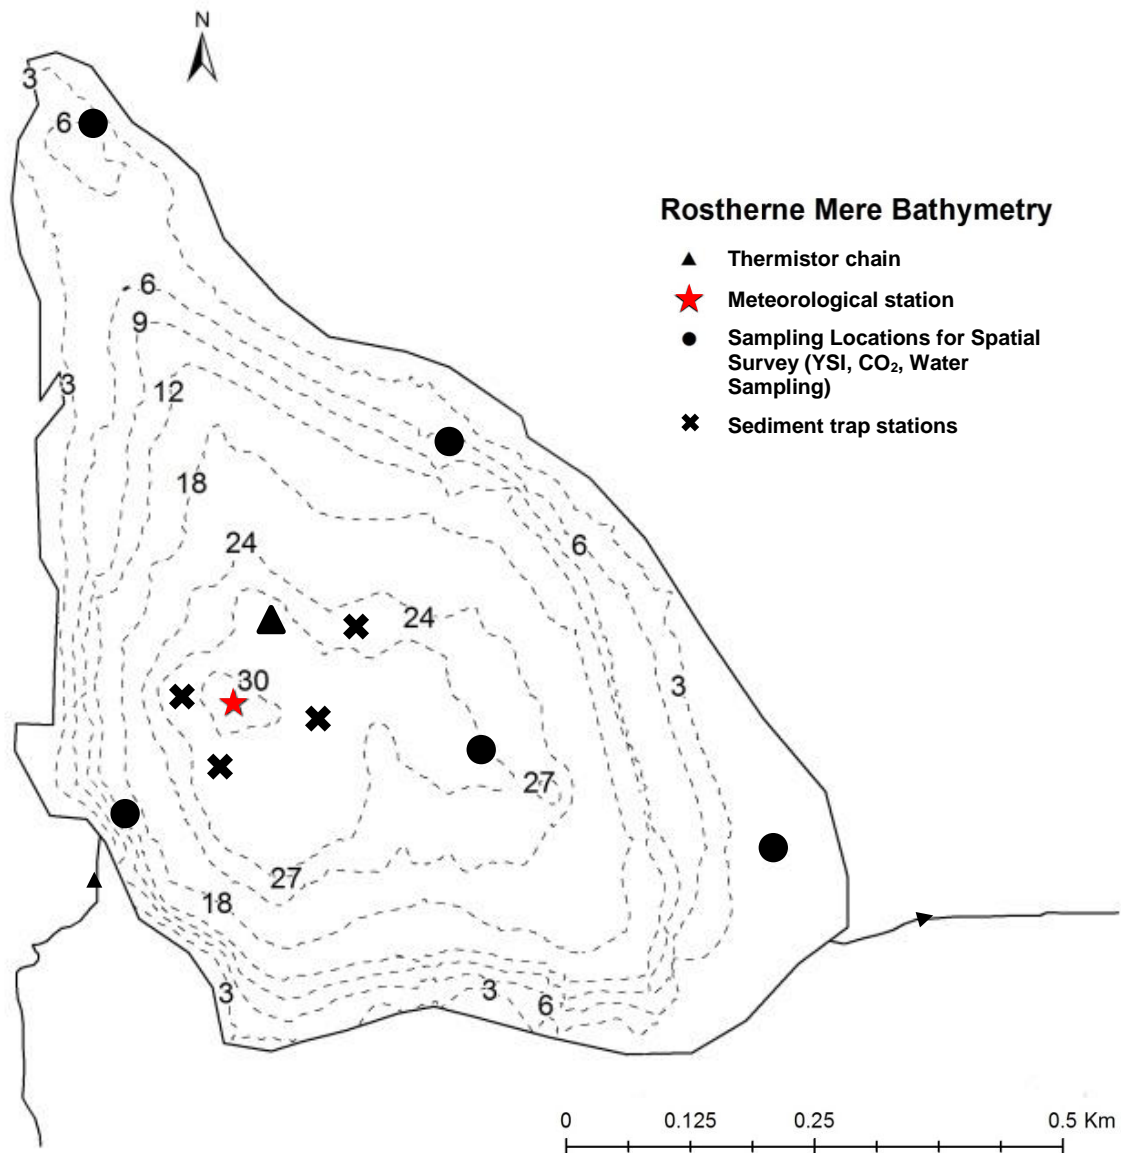 N
3
6
Rostherne Mere Bathymetry
Thermistor chain
Meteorological station
Sampling Locations for Spatial
Survey (YSI, CO₂, Water
Sampling)
Sediment trap stations
6
9
3
12
18
24
6
24
30
3
27
27
18
3
3
6
0 0.125 0.25 0.5 Km